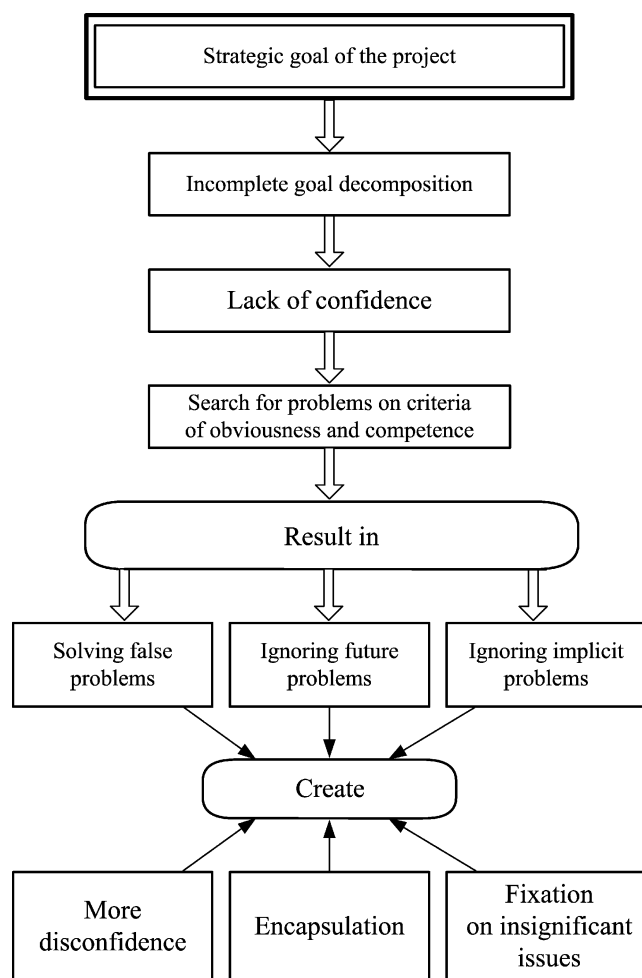 Strategic goal of the project
Incomplete goal decomposition
Lack of confidence
Search for problems on criteria
of obviousness and competence
Result in
Solving false
problems
Ignoring future
problems
Ignoring implicit
problems
Create
More
disconfidence
Encapsulation
Fixation
on insignificant
issues